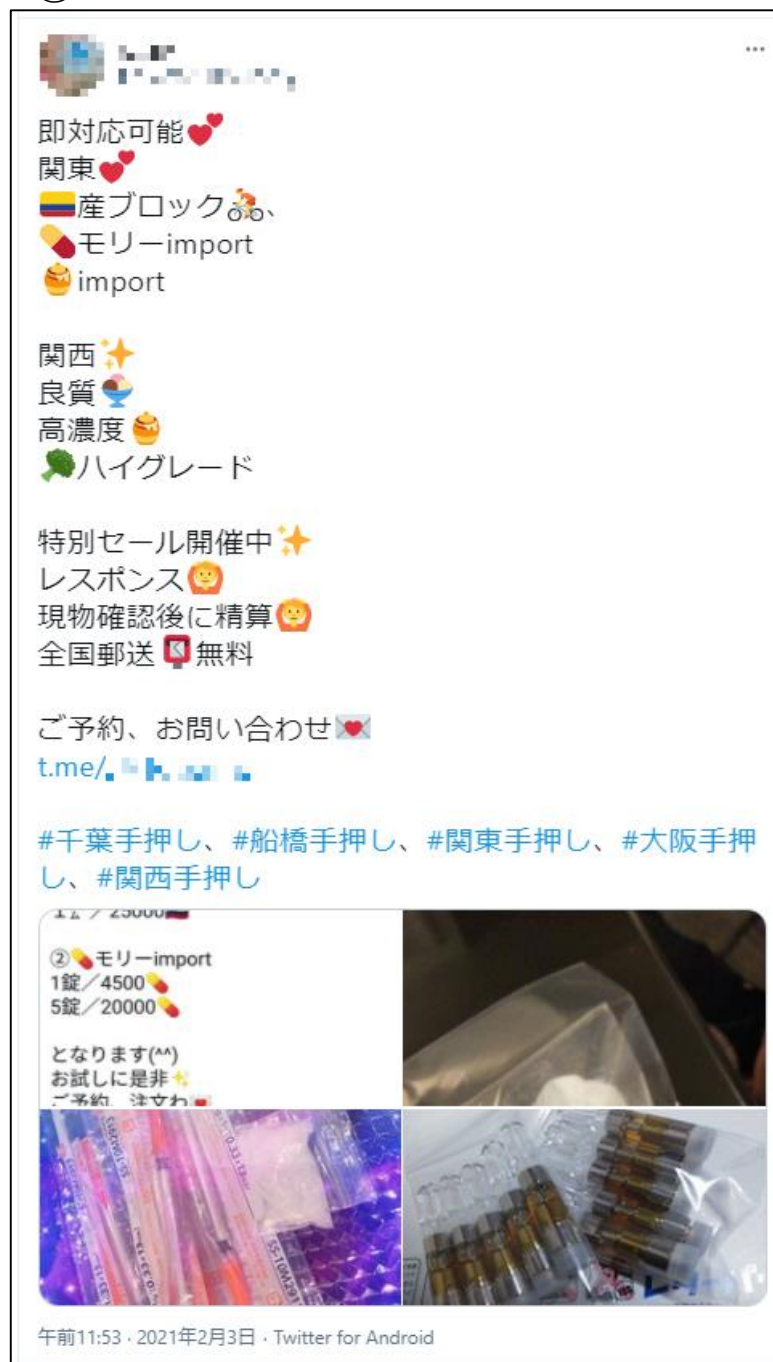 即対応可能💕
関東💕
🇨🇴産ブロック🚴、
💊モリーimport
🍯import
関西✨
良質🍨
高濃度🍯
🥦ハイグレード
特別セール開催中✨
レスポンス🙆
現物確認後に精算🙆
全国郵送📮無料
ご予約、お問い合わせ💌
t.me/
#千葉手押し、#船橋手押し、#関東手押し、#大阪手押
し、#関西手押し
②💊モリーimport
1錠／4500💊
5錠／20000💊
となります(^^)
お試しに是非✨
午前11:53 · 2021年2月3日 · Twitter for Android